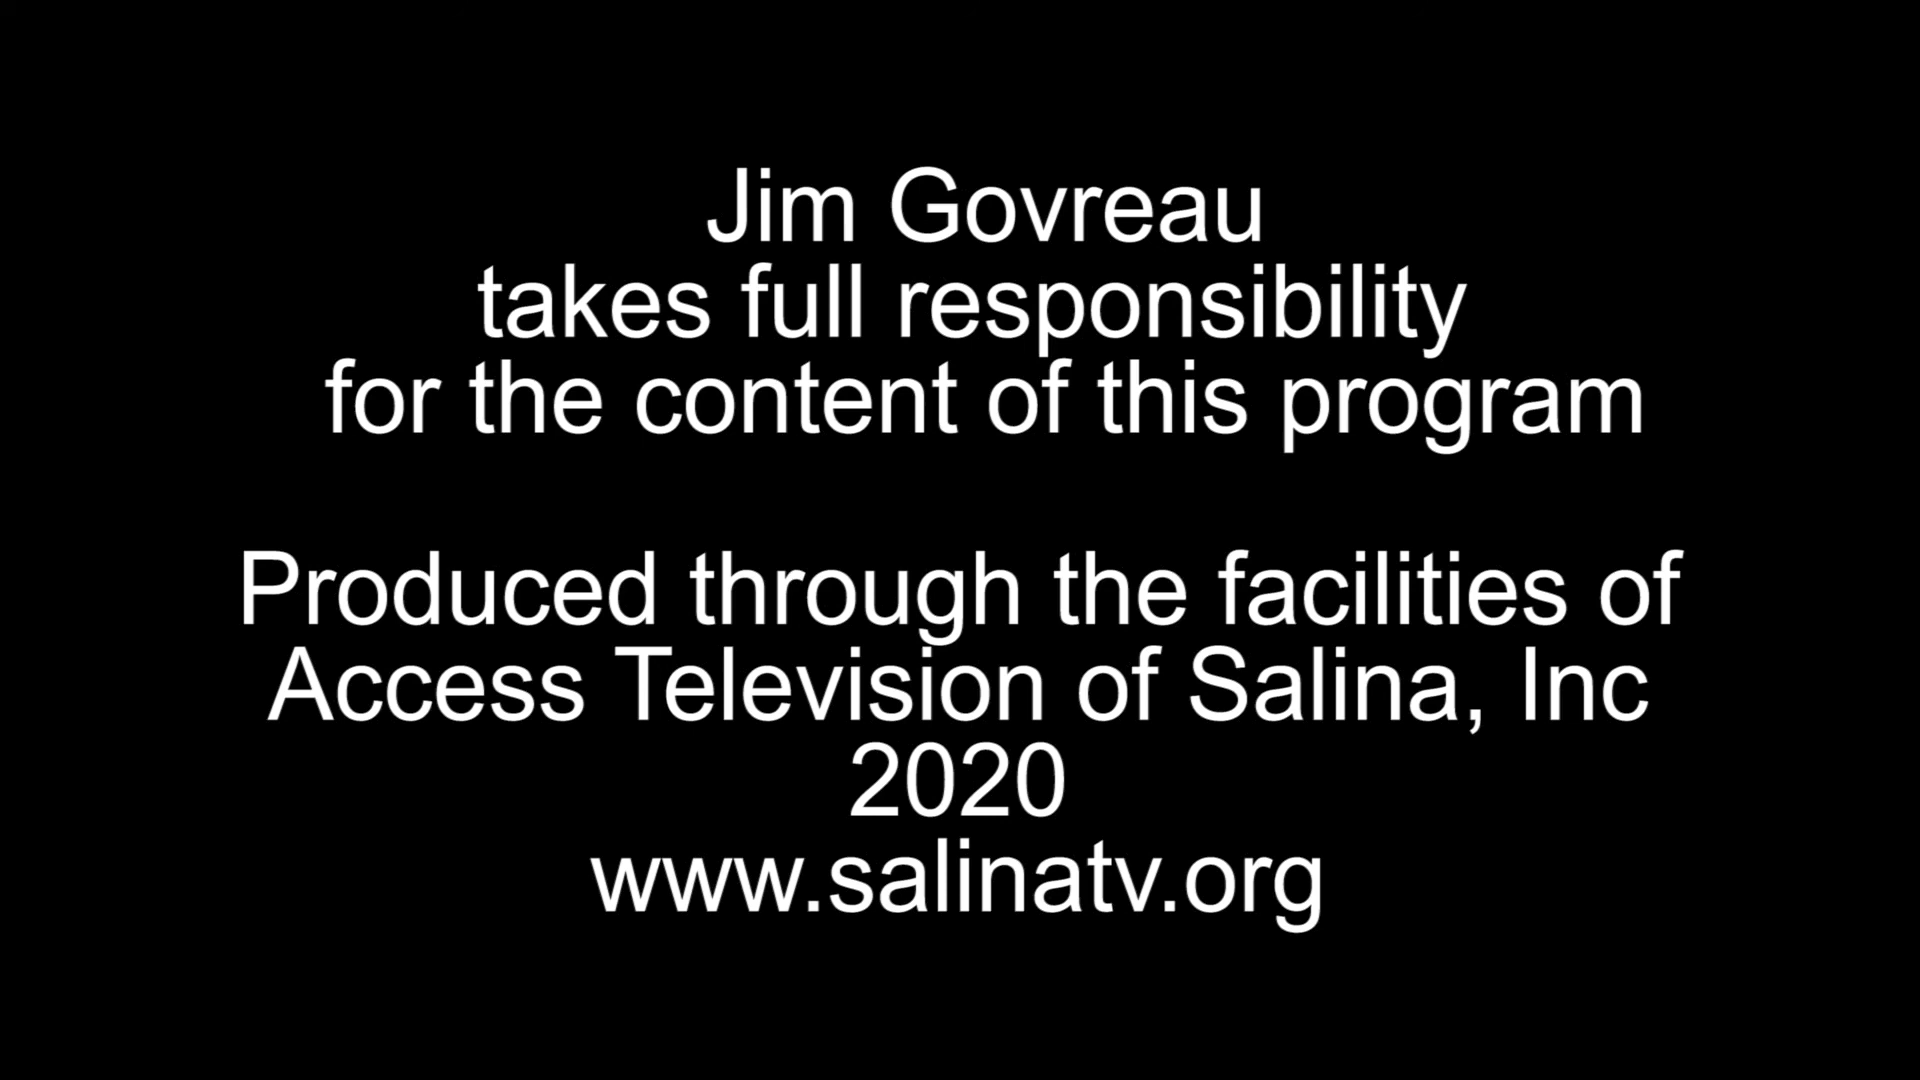 Jim Govreau
takes full responsibility
for the content of this program
Produced through the facilities of
Access Television of Salina, Inc
2020
www.salinatv.org